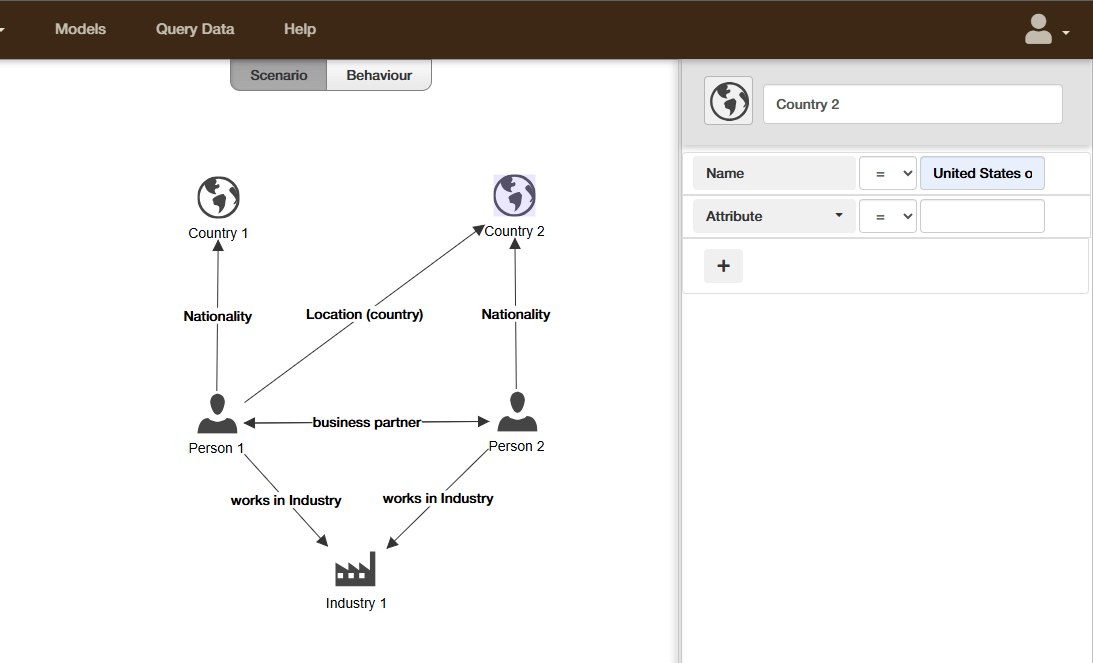 Models Query Data Help
Scenario Behaviour
Country 2
Name = United States o
Attribute =
+
Country 1
Country 2
Nationality
Location (country)
Nationality
business partner
Person 1
Person 2
works in Industry
works in Industry
Industry 1